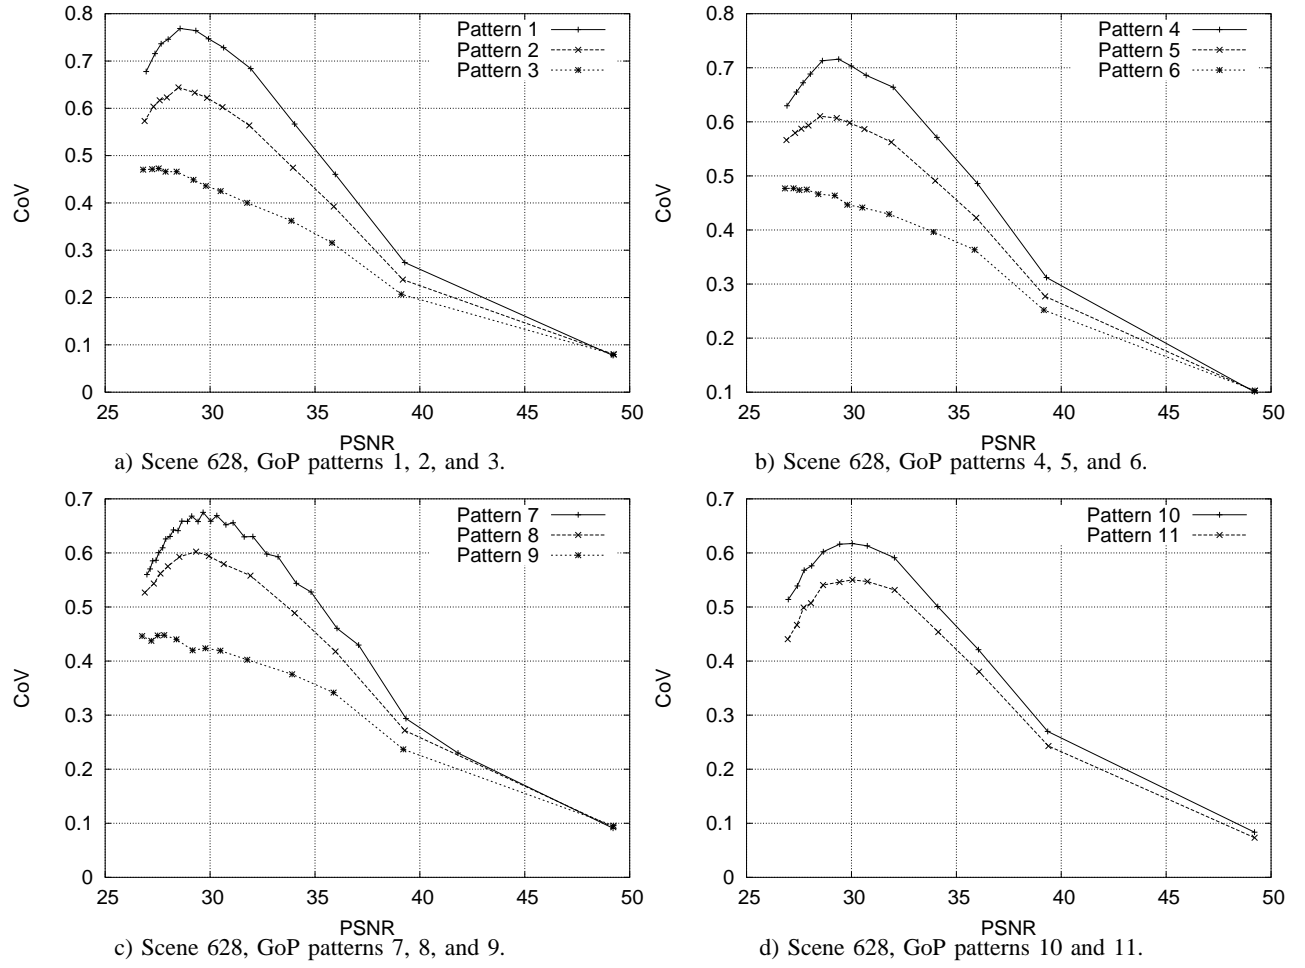 0.8
0.7
0.6
0.5
0.4
0.3
0.2
0.1
0
CoV
25 30 35 40 45 50
PSNR
Pattern 1
Pattern 2
Pattern 3
a) Scene 628, GoP patterns 1, 2, and 3.
0.8
0.7
0.6
0.5
0.4
0.3
0.2
0.1
CoV
25 30 35 40 45 50
PSNR
Pattern 4
Pattern 5
Pattern 6
b) Scene 628, GoP patterns 4, 5, and 6.
0.7
0.6
0.5
0.4
0.3
0.2
0.1
0
CoV
25 30 35 40 45 50
PSNR
Pattern 7
Pattern 8
Pattern 9
c) Scene 628, GoP patterns 7, 8, and 9.
0.7
0.6
0.5
0.4
0.3
0.2
0.1
0
CoV
25 30 35 40 45 50
PSNR
Pattern 10
Pattern 11
d) Scene 628, GoP patterns 10 and 11.